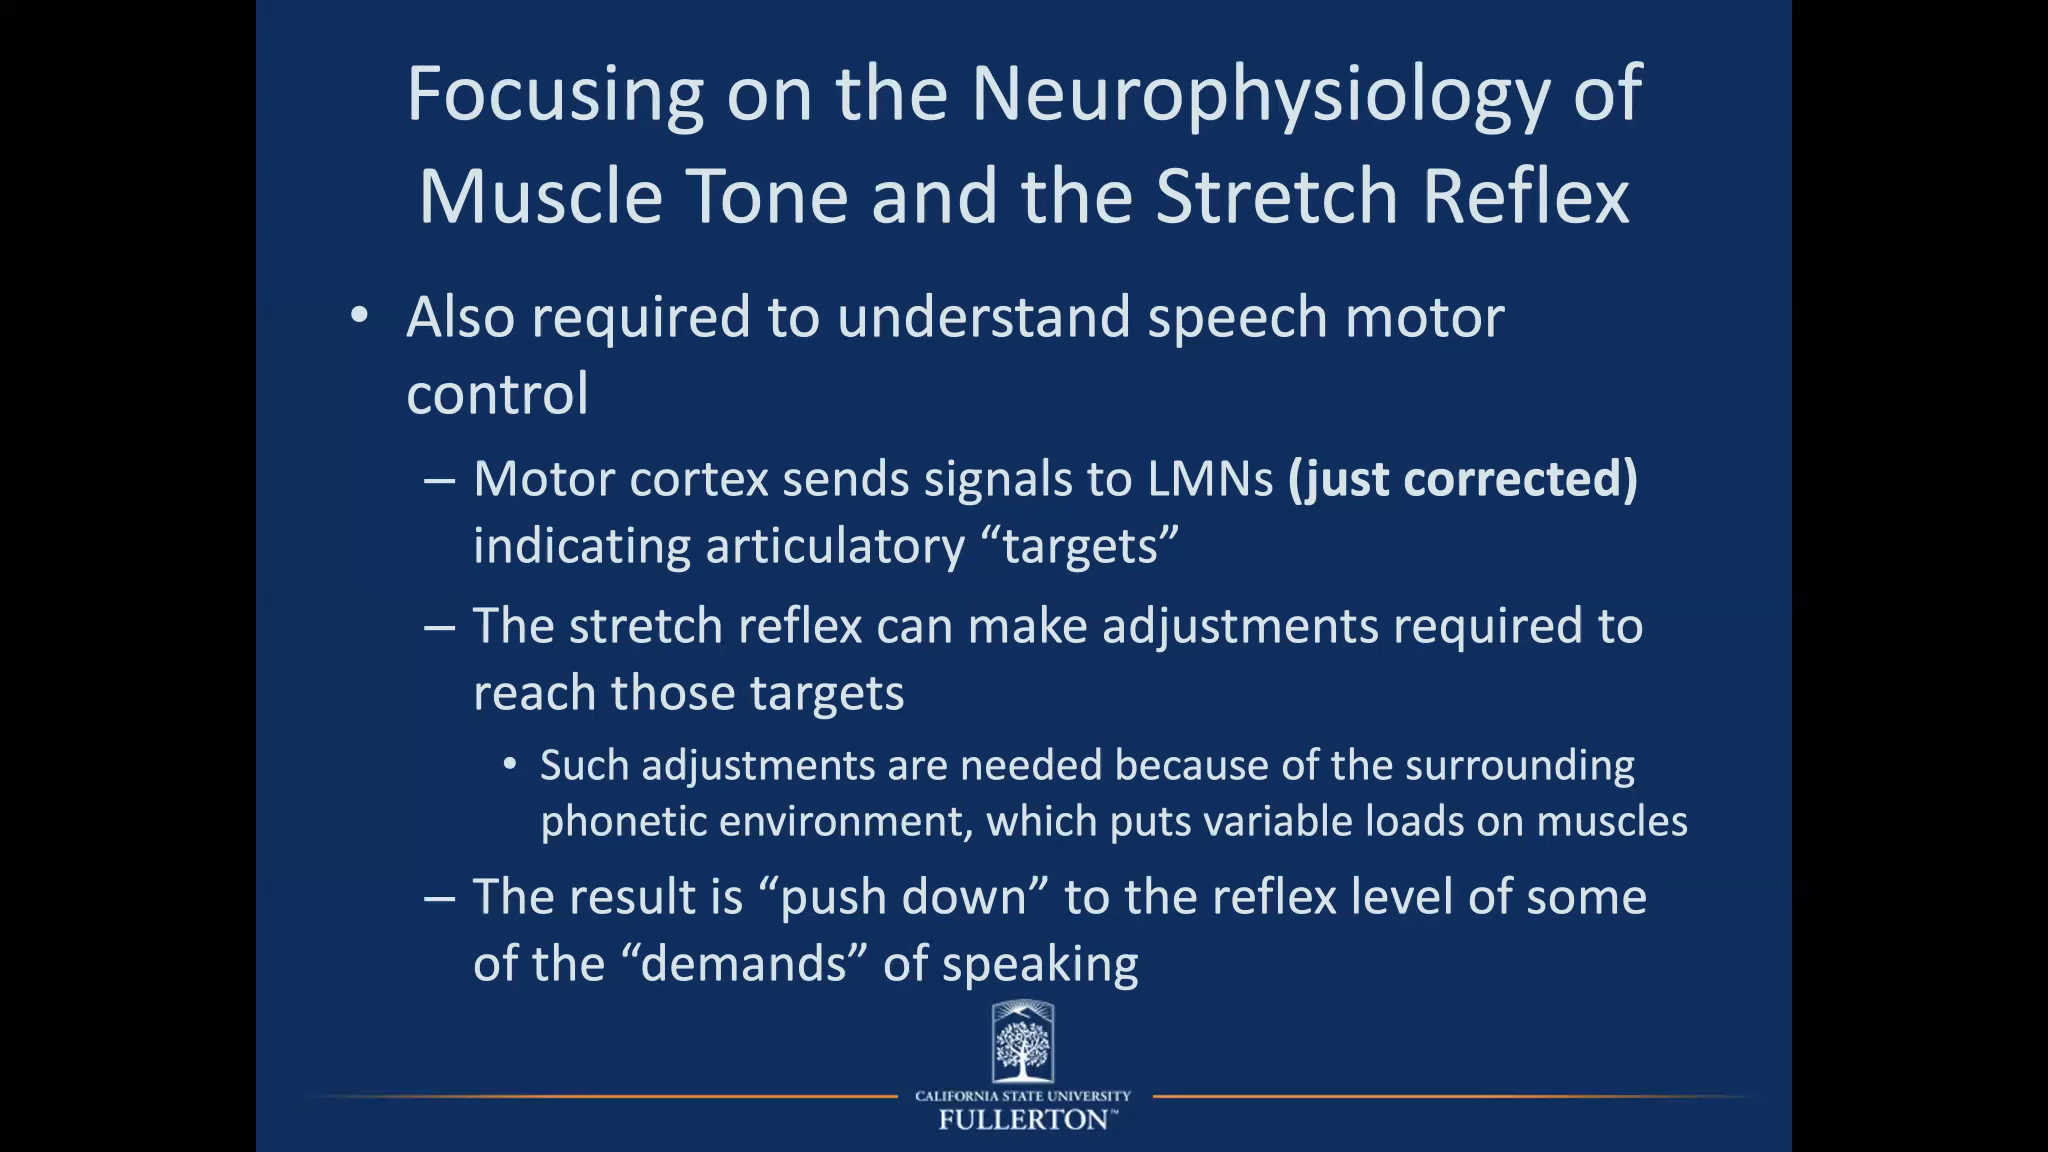 Focusing on the Neurophysiology of
Muscle Tone and the Stretch Reflex
• Also required to understand speech motor
control
– Motor cortex sends signals to LMNs (just corrected)
indicating articulatory “targets”
– The stretch reflex can make adjustments required to
reach those targets
• Such adjustments are needed because of the surrounding
phonetic environment, which puts variable loads on muscles
– The result is “push down” to the reflex level of some
of the “demands” of speaking
CALIFORNIA STATE UNIVERSITY
FULLERTON™